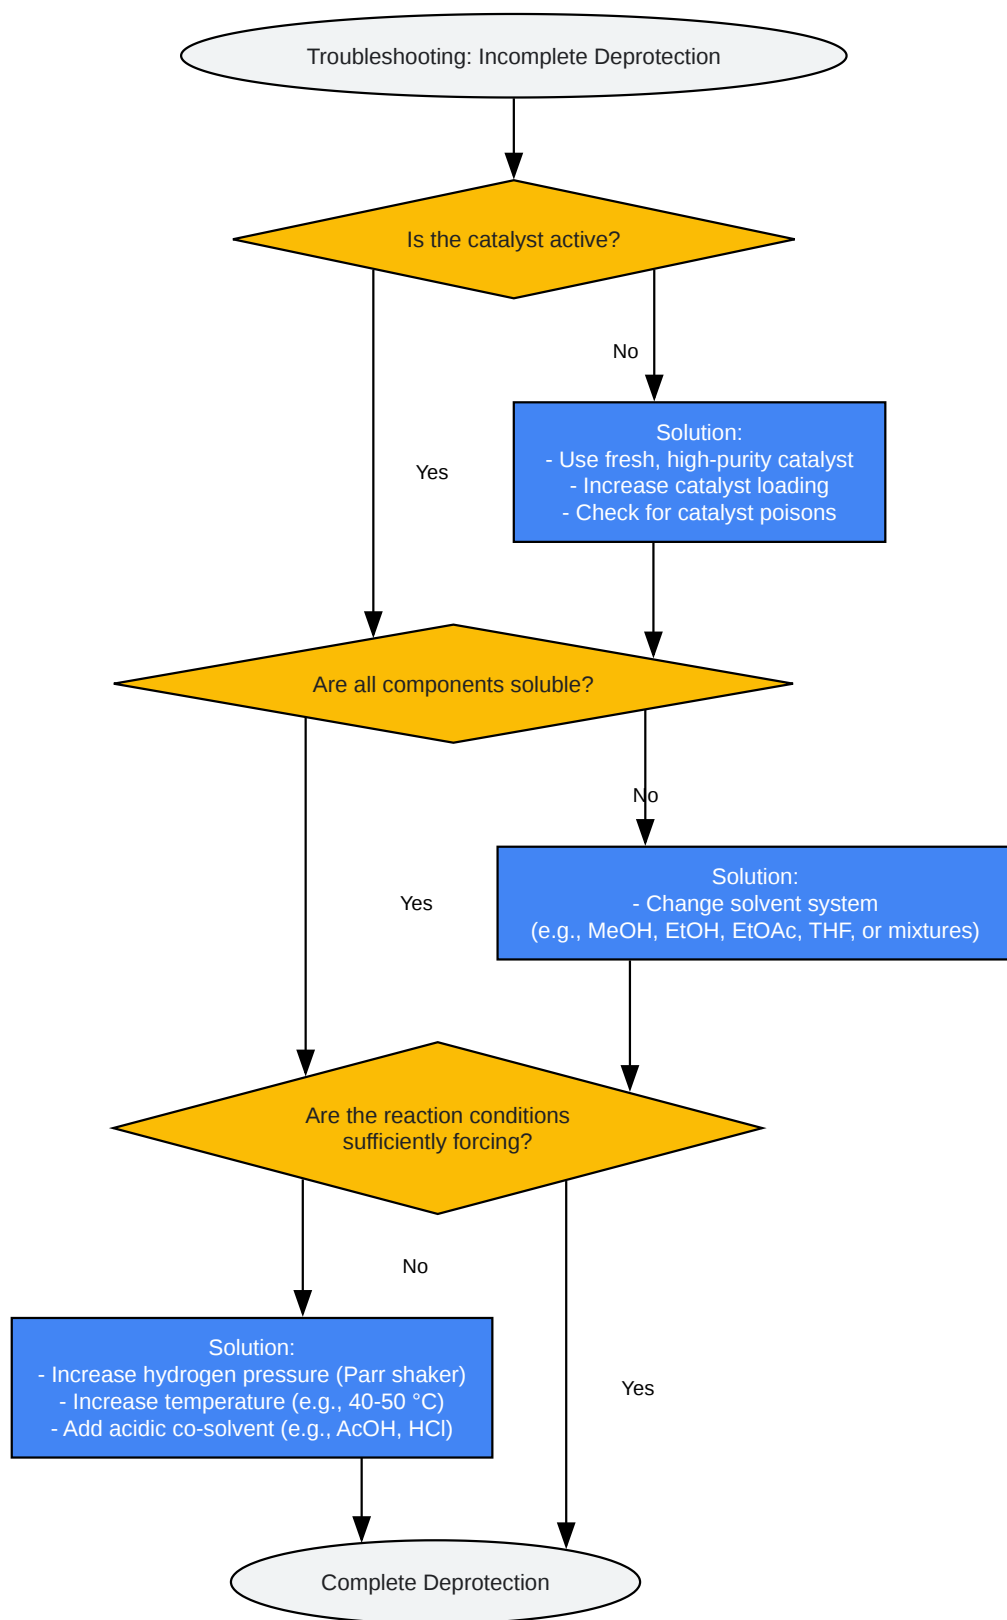 Troubleshooting: Incomplete Deprotection
Is the catalyst active?
No
Solution:
- Use fresh, high-purity catalyst
- Increase catalyst loading
- Check for catalyst poisons
Yes
Are all components soluble?
No
Solution:
- Change solvent system
(e.g., MeOH, EtOH, EtOAc, THF, or mixtures)
Yes
Are the reaction conditions
sufficiently forcing?
No
Solution:
- Increase hydrogen pressure (Parr shaker)
- Increase temperature (e.g., 40-50 °C)
- Add acidic co-solvent (e.g., AcOH, HCl)
Yes
Complete Deprotection